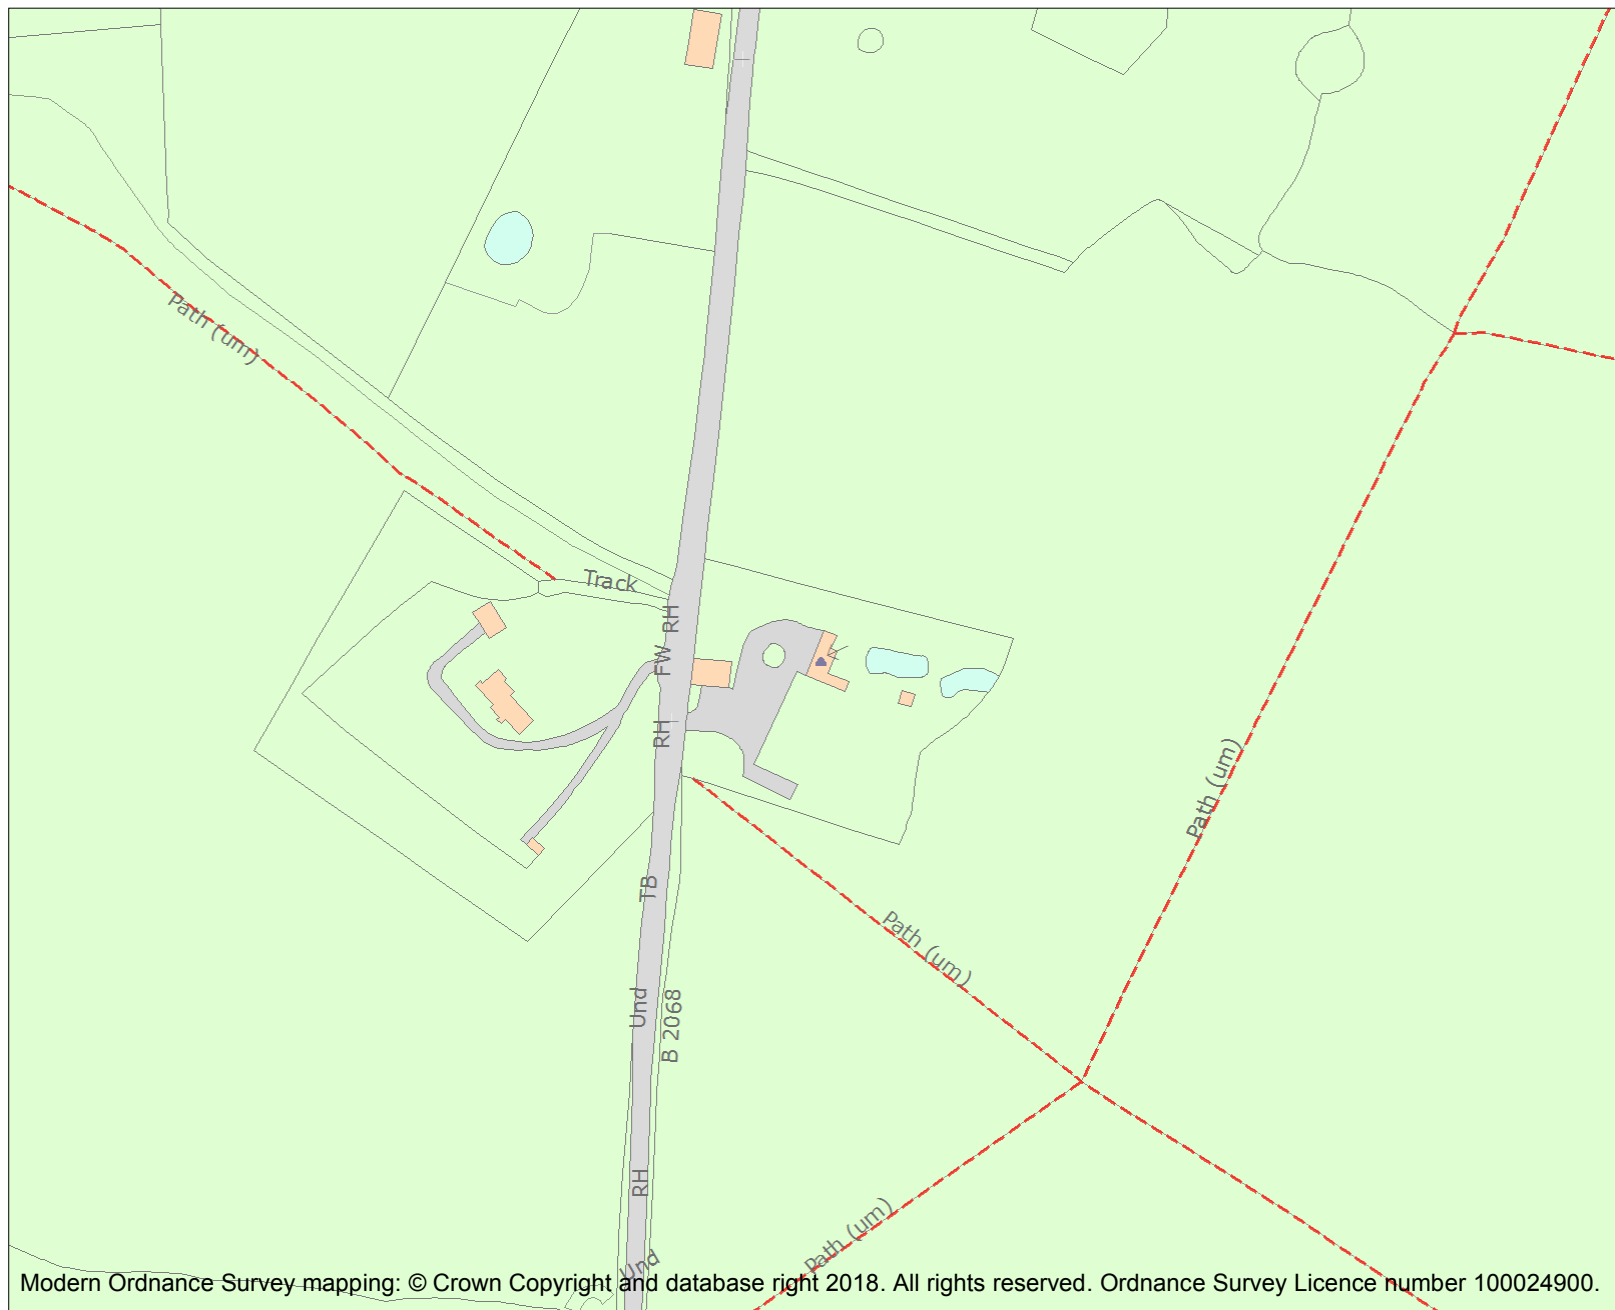 Path (um)
Track
RH
FW
RH
Path (um)
TB
Path (um)
Und
B 2068
RH
Path (um)
Und
Modern Ordnance Survey mapping: © Crown Copyright and database right 2018. All rights reserved. Ordnance Survey Licence number 100024900.